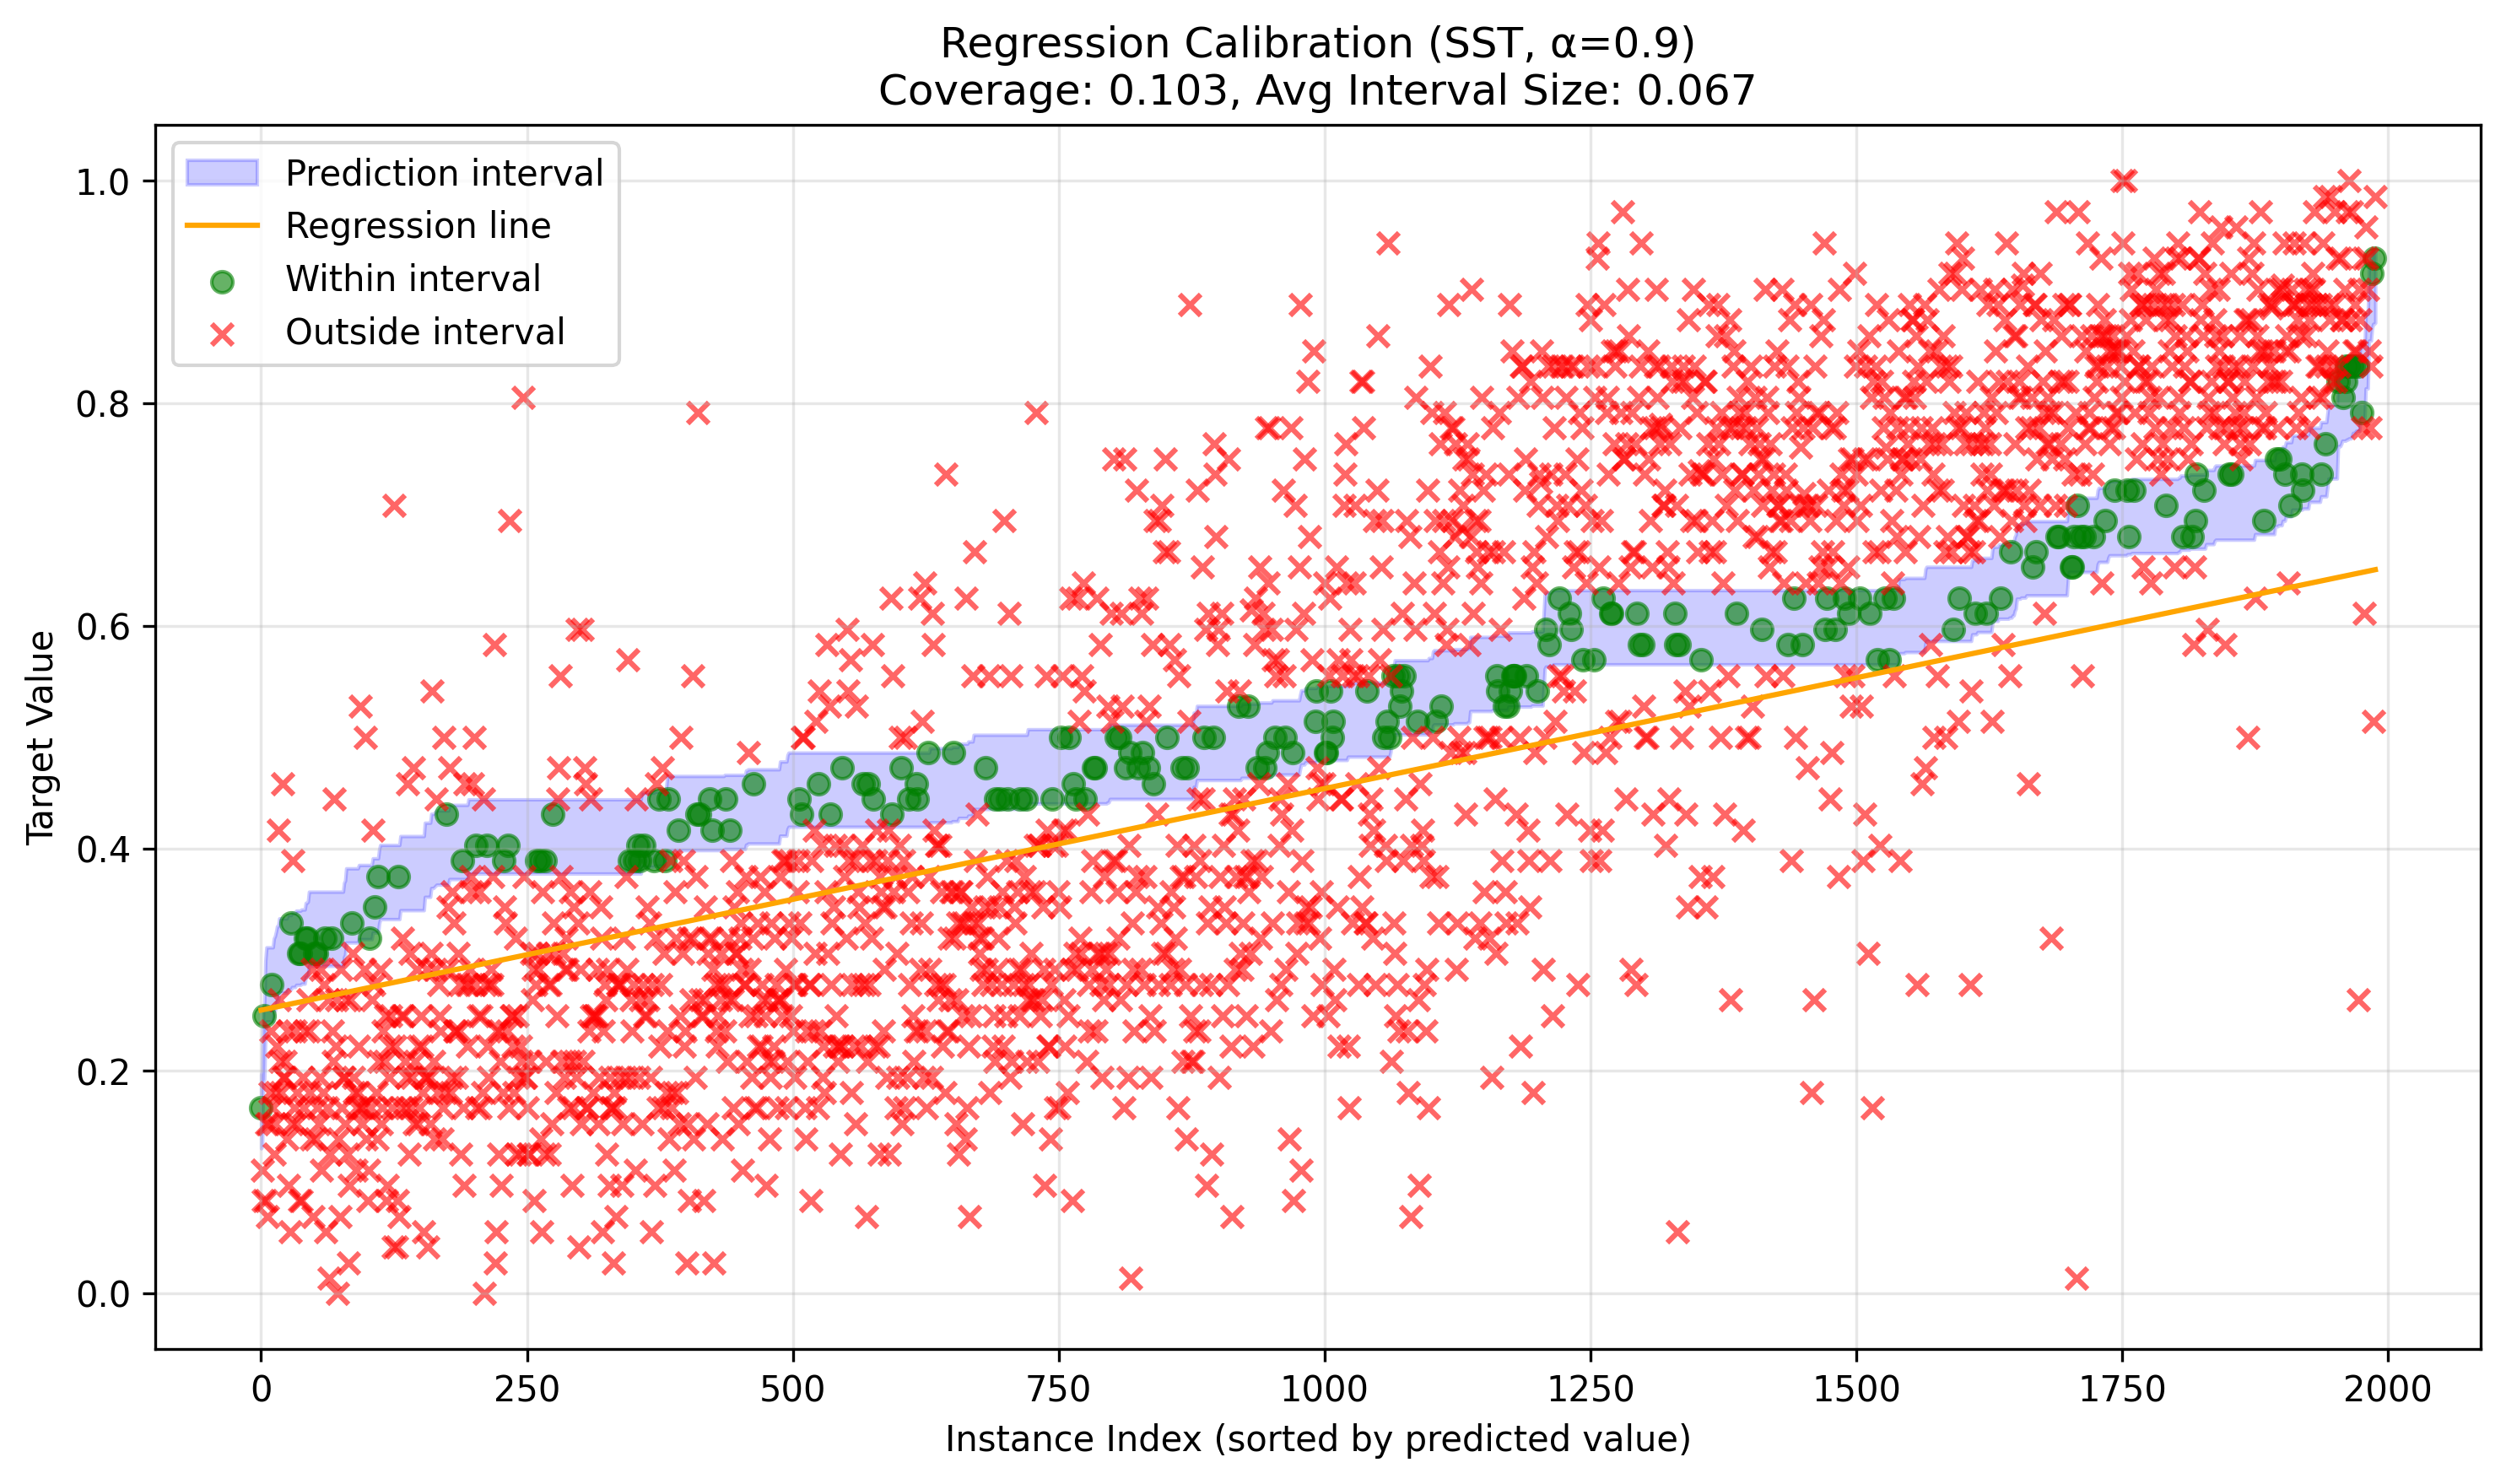 Regression Calibration (SST, α=0.9)
Coverage: 0.103, Avg Interval Size: 0.067
Prediction interval
Regression line
Within interval
Outside interval
Target Value
1.0
0.8
0.6
0.4
0.2
0.0
0
250
500
750
1000
1250
1500
1750
2000
Instance Index (sorted by predicted value)